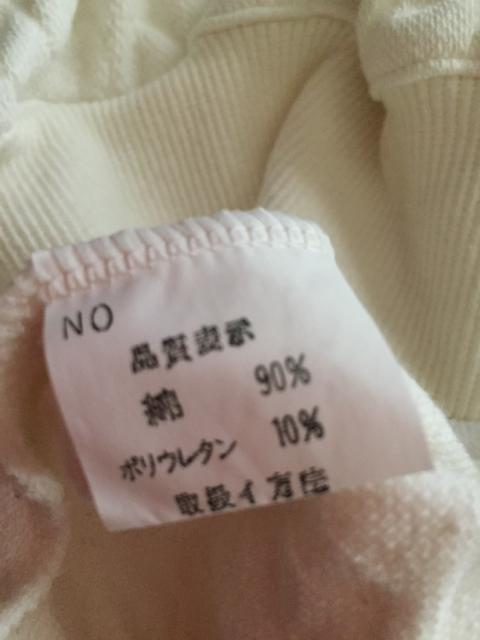 NO
品質表示
綿 90%
ポリウレタン 10%
取扱イ方法